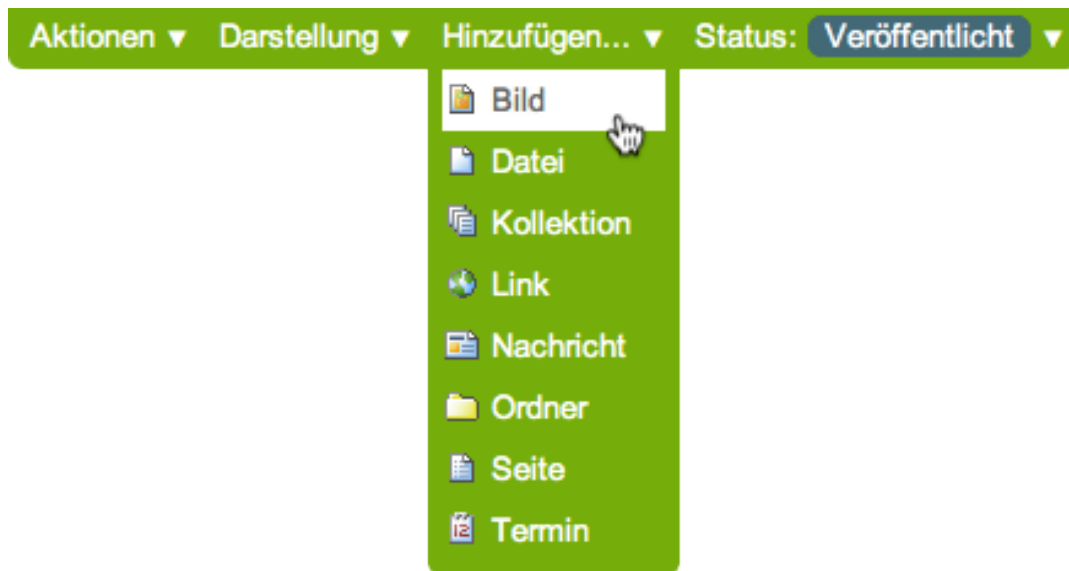 Aktionen ▼ Darstellung ▼ Hinzufügen... ▼ Status: Veröffentlicht ▼
Bild
Datei
Kollektion
Link
Nachricht
Ordner
Seite
Termin